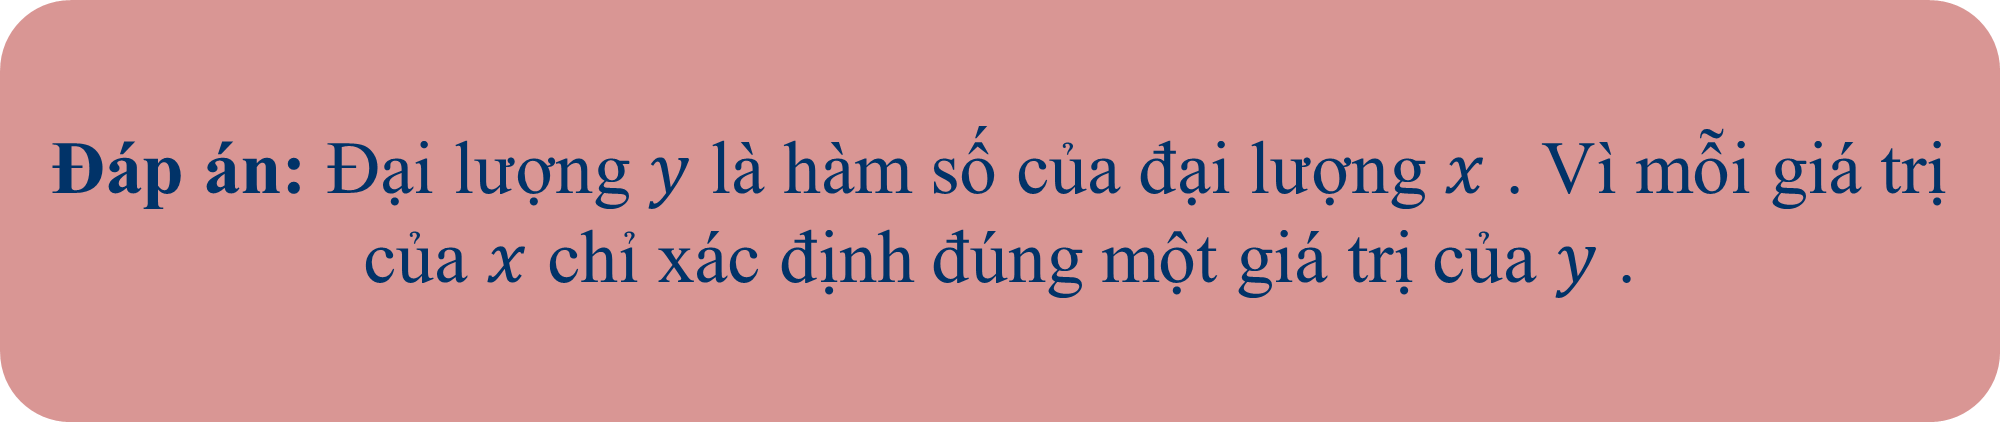 Đáp án: Đại lượng y là hàm số của đại lượng x . Vì mỗi giá trị
của x chỉ xác định đúng một giá trị của y .